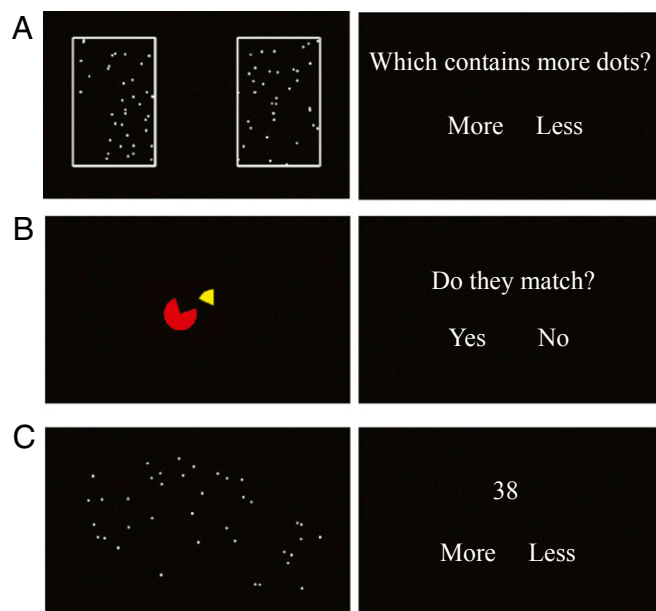 A
Which contains more dots?
More Less
B
Do they match?
Yes No
C
38
More Less